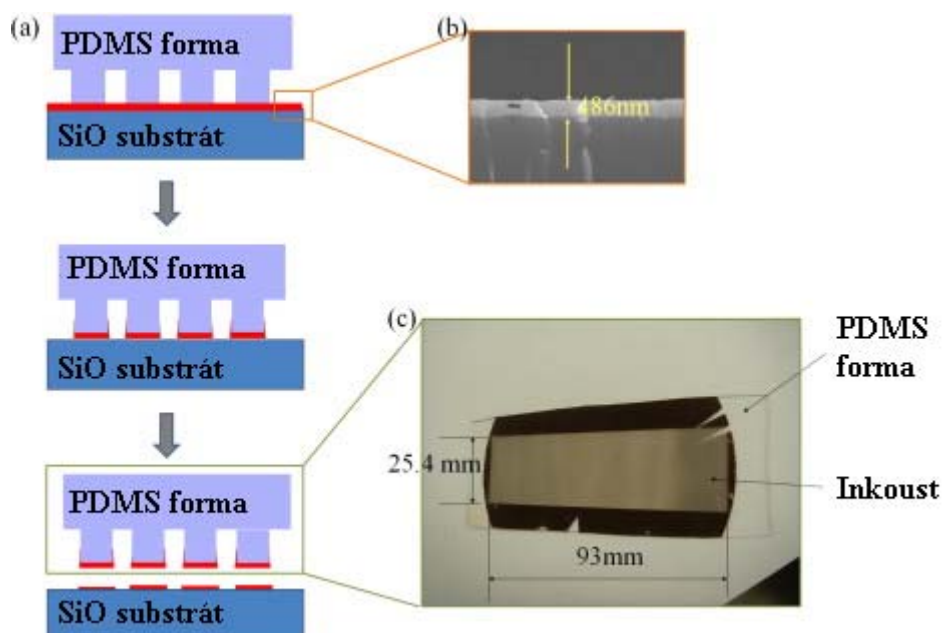 (a)
PDMS forma
SiO substrát
(b)
486nm
PDMS forma
SiO substrát
(c)
PDMS
forma
25.4 mm
Inkoust
93mm
PDMS forma
SiO substrát